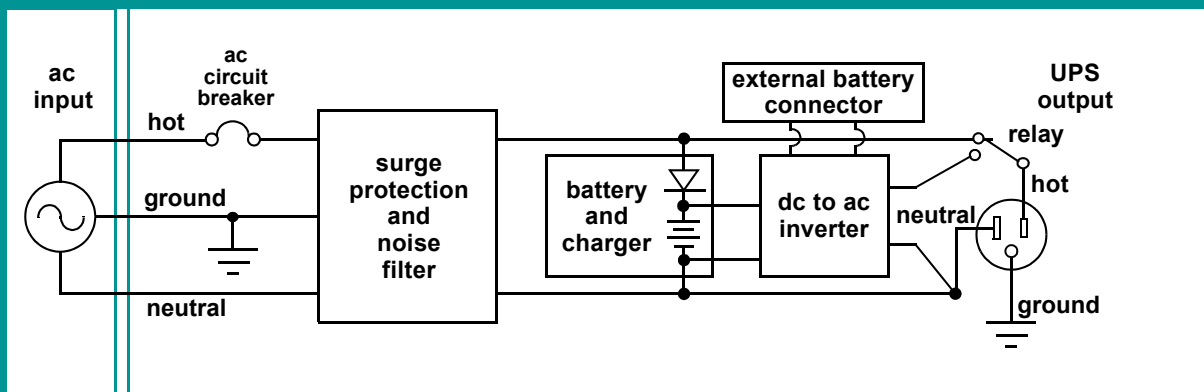 ac
input
hot
ac
circuit
breaker
ground
neutral
surge
protection
and
noise
filter
battery
and
charger
external battery
connector
dc to ac
inverter
UPS
output
relay
hot
neutral
ground